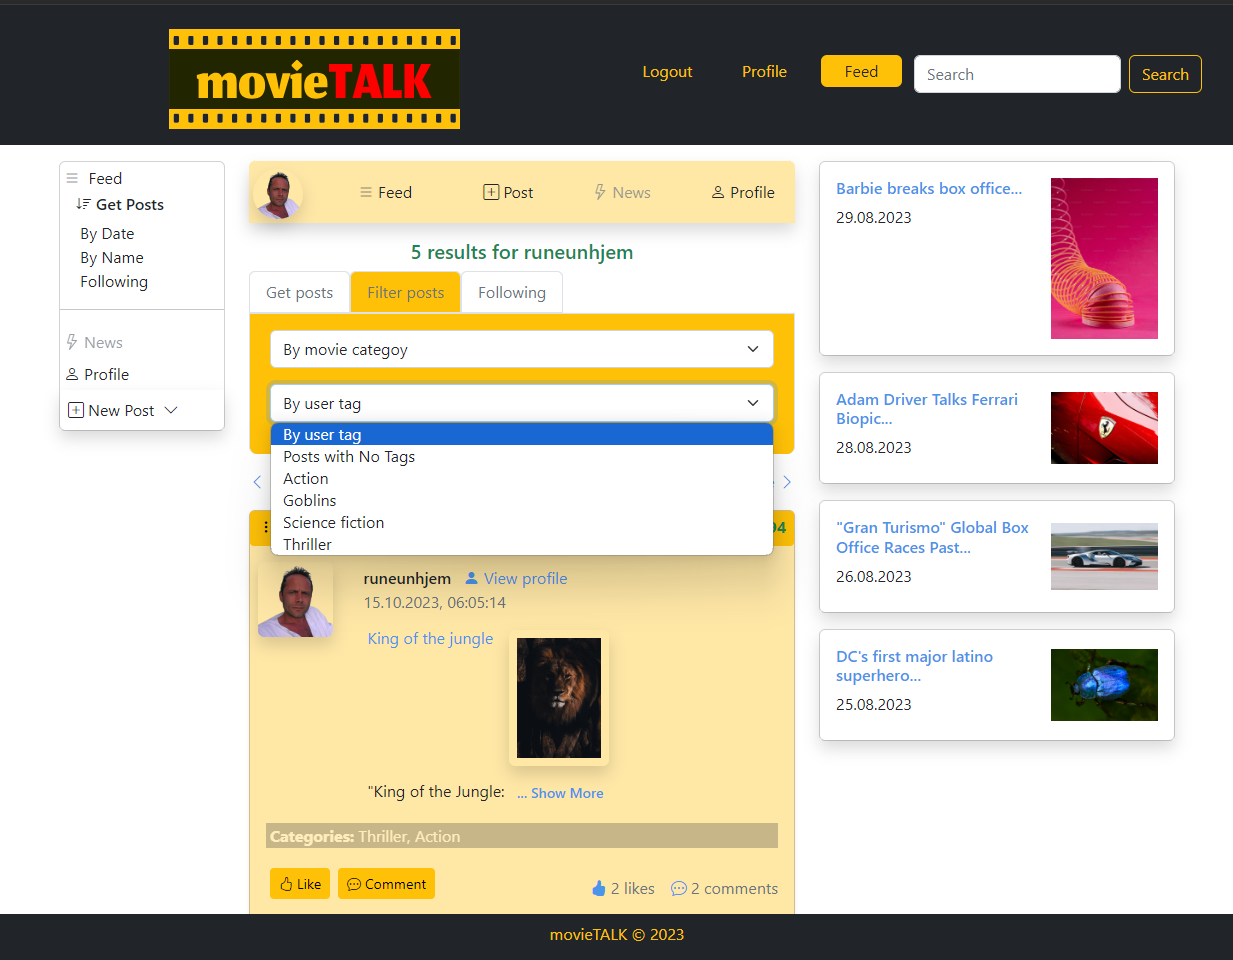 movieTALK
Logout
Profile
Feed
Search
Search
Feed
Get Posts
By Date
By Name
Following
News
Profile
New Post
Feed
Post
News
Profile
5 results for runeunhjem
Get posts
Filter posts
Following
By movie categoy
By user tag
By user tag
Posts with No Tags
Action
Goblins
Science fiction
Thriller
runeunhjem
View profile
15.10.2023, 06:05:14
King of the jungle
"King of the Jungle:
... Show More
Categories: Thriller, Action
Like
Comment
2 likes
2 comments
Barbie breaks box office...
29.08.2023
Adam Driver Talks Ferrari
Biopic...
28.08.2023
"Gran Turismo" Global Box
Office Races Past...
26.08.2023
DC's first major latino
superhero...
25.08.2023
movieTALK © 2023